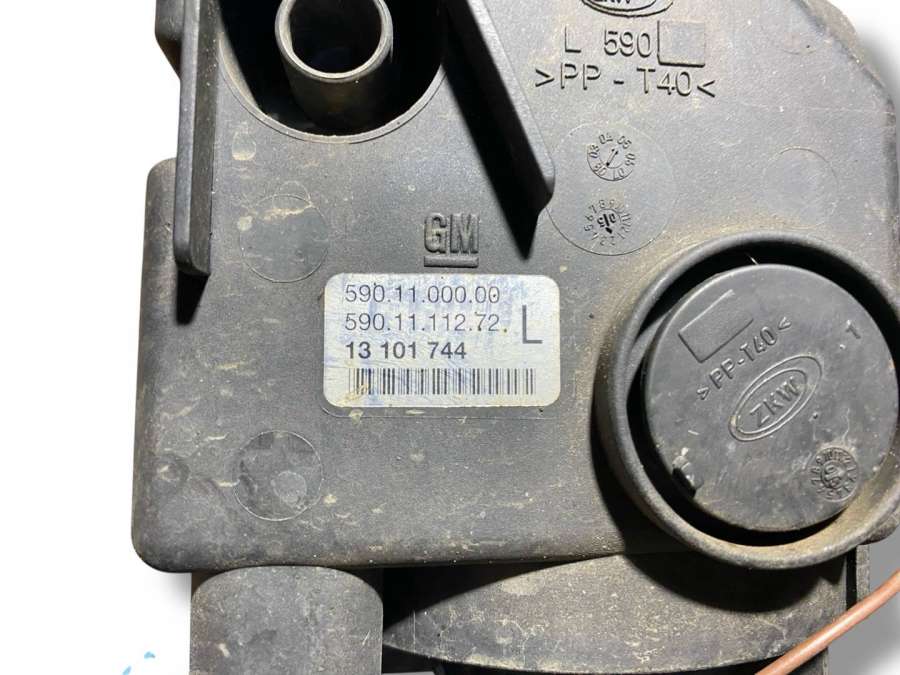 ZKW
L 590
>PP-T40<
GM
590.11.000.00
590.11.112.72.
L
13 101 744
>PP-T40<
ZKW
1